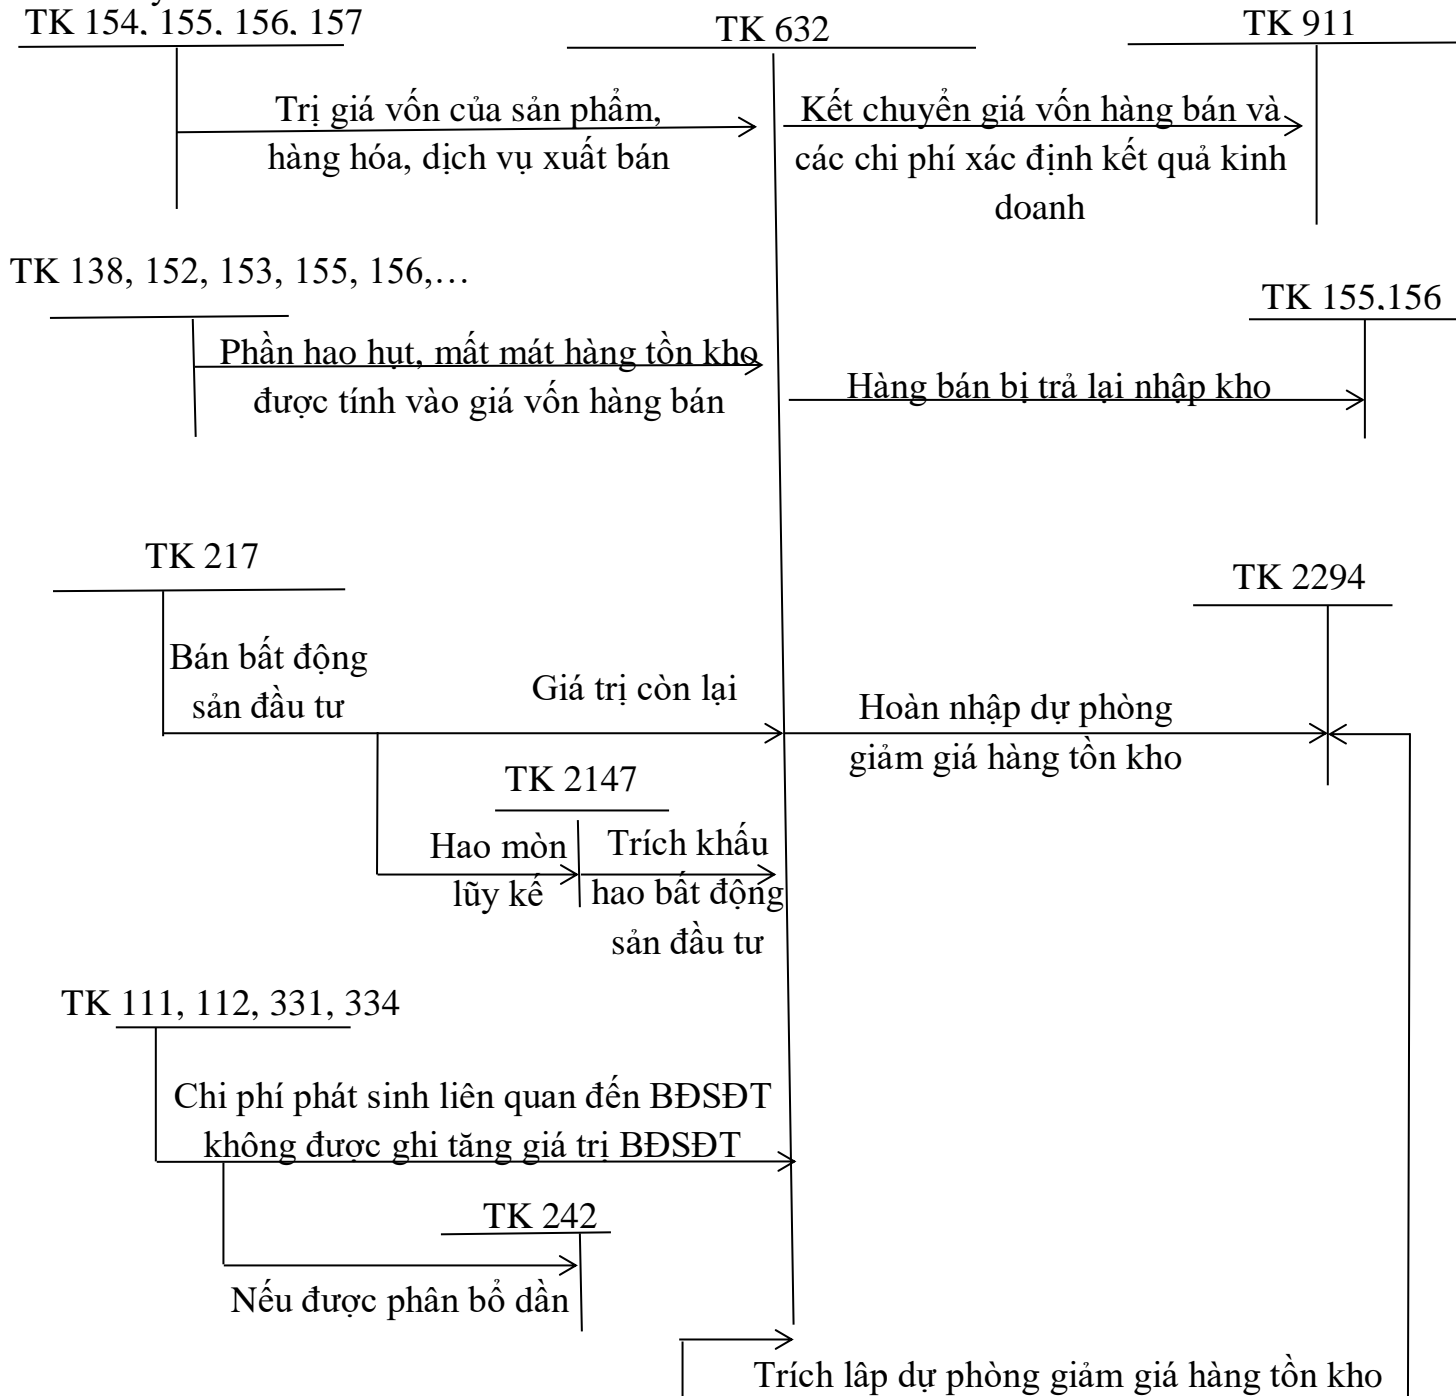 TK 154, 155, 156, 157
TK 632
TK 911
Trị giá vốn của sản phẩm,
hàng hóa, dịch vụ xuất bán
Kết chuyển giá vốn hàng bán và
các chi phí xác định kết quả kinh
doanh
TK 138, 152, 153, 155, 156,…
TK 155,156
Phần hao hụt, mất mát hàng tồn kho
được tính vào giá vốn hàng bán
Hàng bán bị trả lại nhập kho
TK 217
TK 2294
Bán bất động
sản đầu tư
Giá trị còn lại
Hoàn nhập dự phòng
giảm giá hàng tồn kho
TK 2147
Hao mòn
lũy kế
Trích khấu
hao bất động
sản đầu tư
TK 111, 112, 331, 334
Chi phí phát sinh liên quan đến BĐSĐT
không được ghi tăng giá trị BĐSĐT
TK 242
Nếu được phân bổ dần
Trích lập dự phòng giảm giá hàng tồn kho